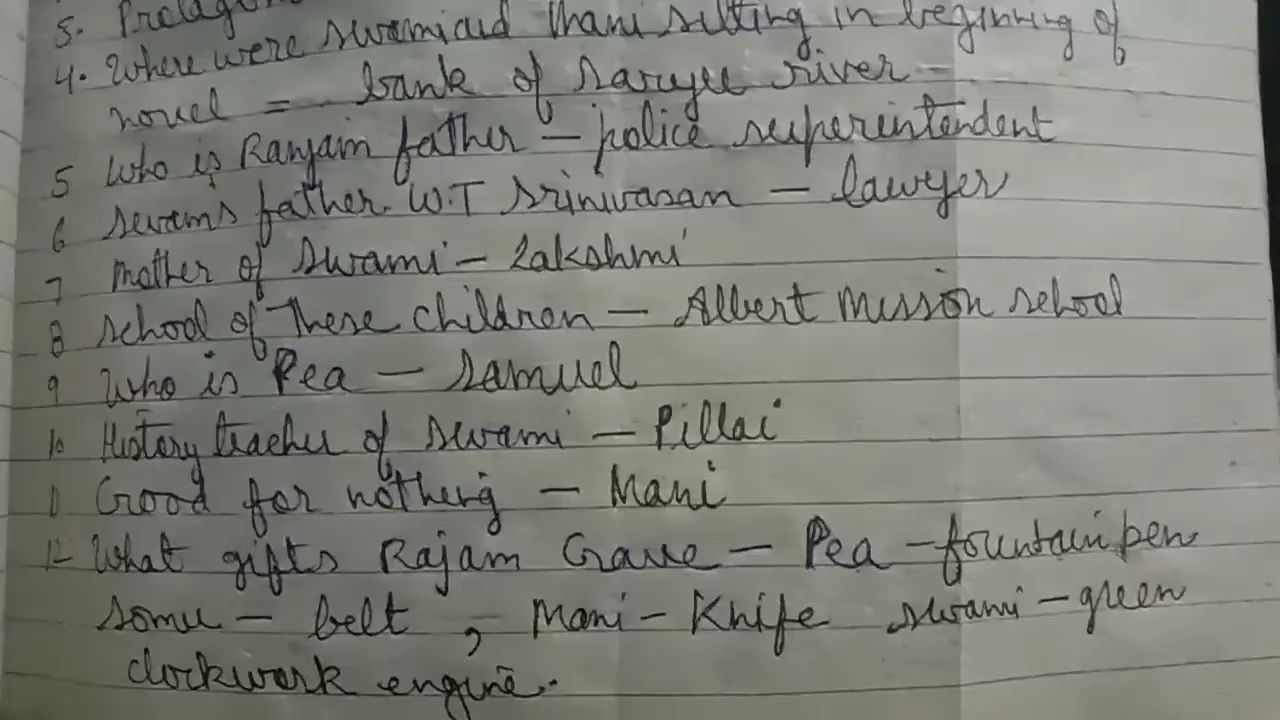 3.
4. Where were swami and Mani sitting in beginning of
novel = bank of Saryu river -
5 Who is Ranjam father - police superintendent
6 swami's father. W.T Srinivasan - lawyer
7 mother of Swami - Lakshmi
8 school of these children - Albert Mission school
9 Who is Pea - Samuel
10 History teacher of swami - Pillai
11 Good for nothing - Mani
12 What gifts Rajam Gave - Pea - fountain pen
somu - belt , Mani - Knife swami - green
clockwork engine.